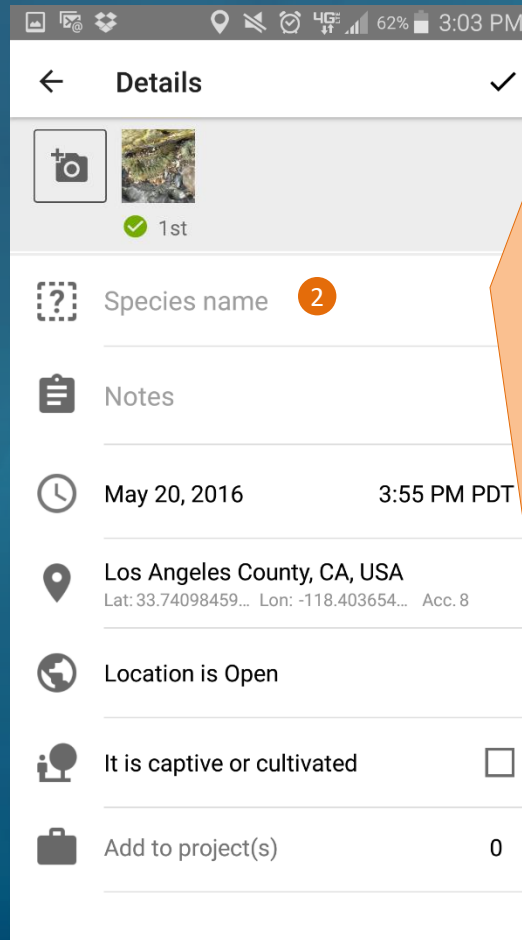 4G 62% 3:03 PM
Details
1st
Species name 2
Notes
May 20, 2016 3:55 PM PDT
Los Angeles County, CA, USA
Lat: 33.74098459... Lon: -118.403654... Acc. 8
Location is Open
It is captive or cultivated
Add to project(s) 0